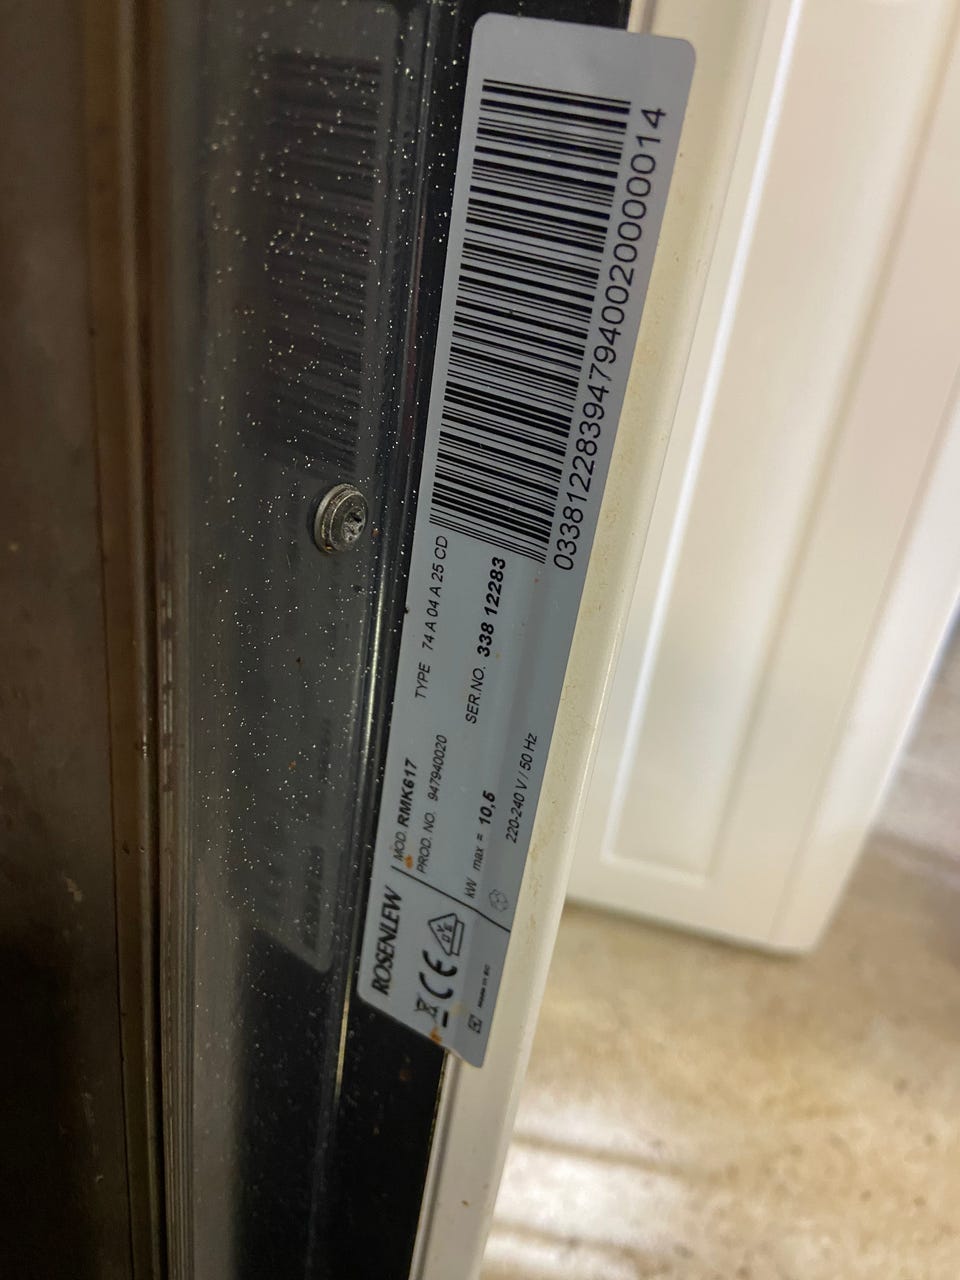 ROSENLEW
MOD. RMK617
TYPE 74 A 04 A 25 CD
PROD. NO. 947940020
SER.NO. 338 12283
kW max = 10,5
220-240 V / 50 Hz
CE
03381228394794002000014